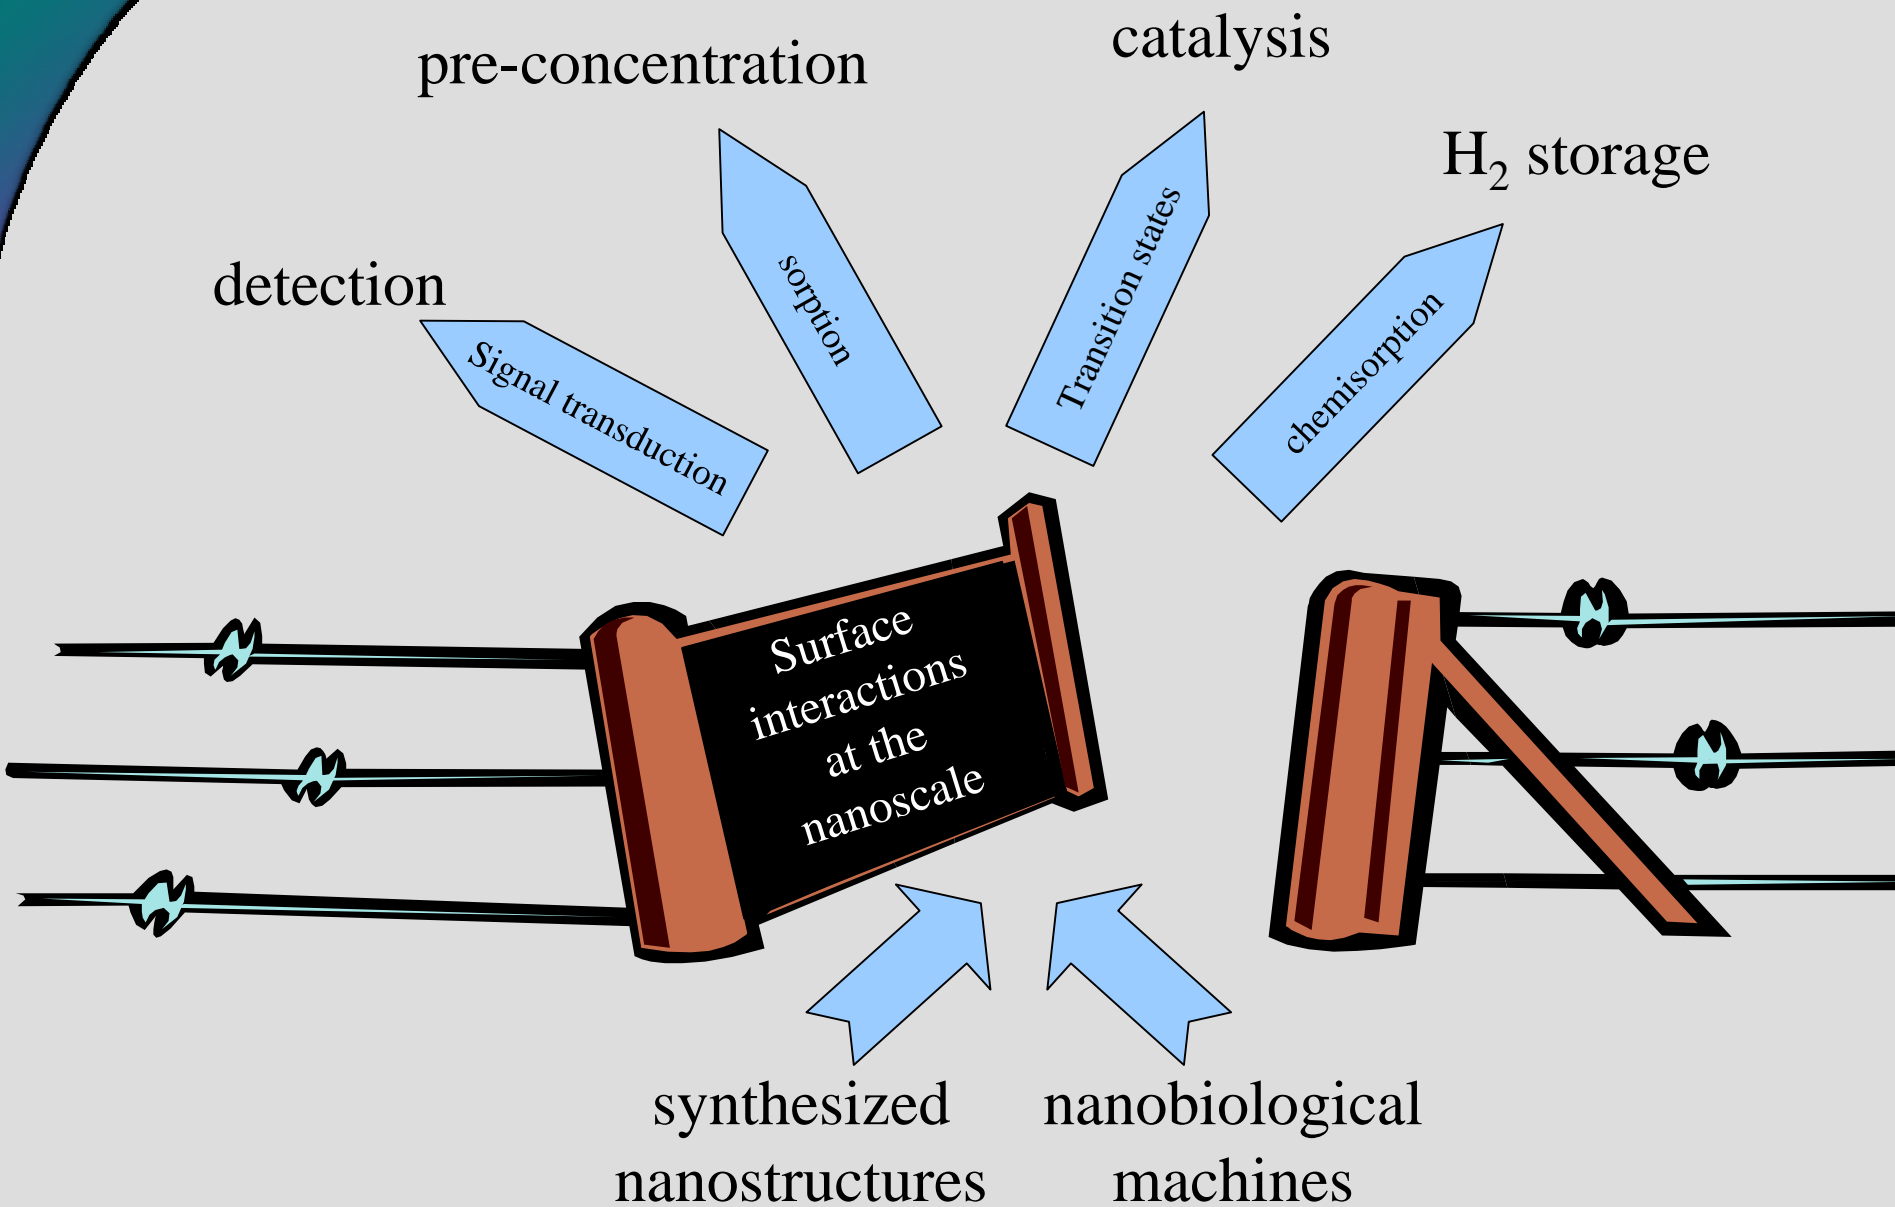 catalysis
pre-concentration
H₂ storage
detection
Signal transduction
sorption
Transition states
chemisorption
Surface
interactions
at the
nanoscale
synthesized
nanostructures
nanobiological
machines